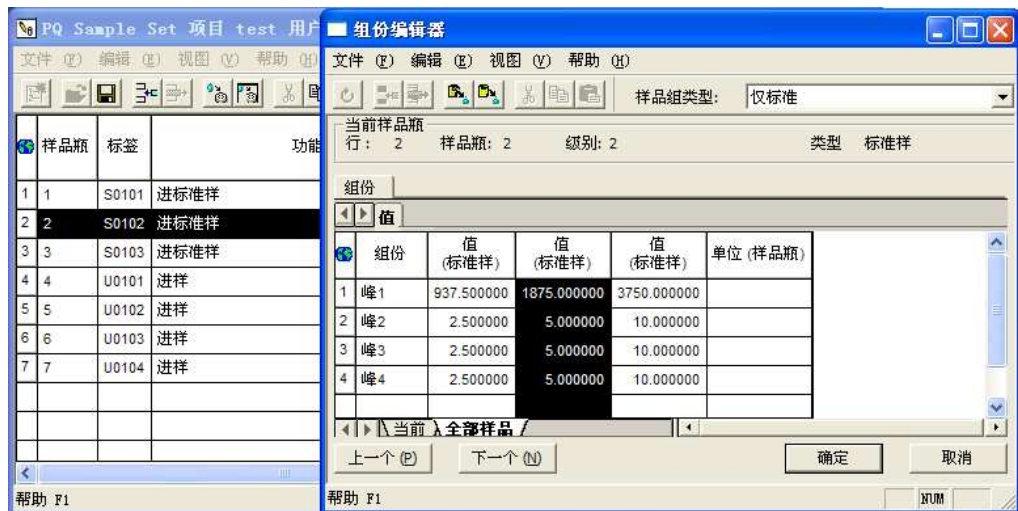 PQ Sample Set 项目 test 用户
文件 (F) 编辑 (E) 视图 (V) 帮助 (H)
样品瓶 标签 功能
1 1 S0101 进标准样
2 2 S0102 进标准样
3 3 S0103 进标准样
4 4 U0101 进样
5 5 U0102 进样
6 6 U0103 进样
7 7 U0104 进样
帮助 F1
组份编辑器
文件 (F) 编辑 (E) 视图 (V) 帮助 (H)
样品组类型: 仅标准
当前样品瓶
行: 2 样品瓶: 2 级别: 2 类型 标准样
组份
值
组份 值 (标准样) 值 (标准样) 值 (标准样) 单位 (样品瓶)
1 峰1 937.500000 1875.000000 3750.000000
2 峰2 2.500000 5.000000 10.000000
3 峰3 2.500000 5.000000 10.000000
4 峰4 2.500000 5.000000 10.000000
当前 全部样品
上一个 (P) 下一个 (N) 确定 取消
帮助 F1 NUM